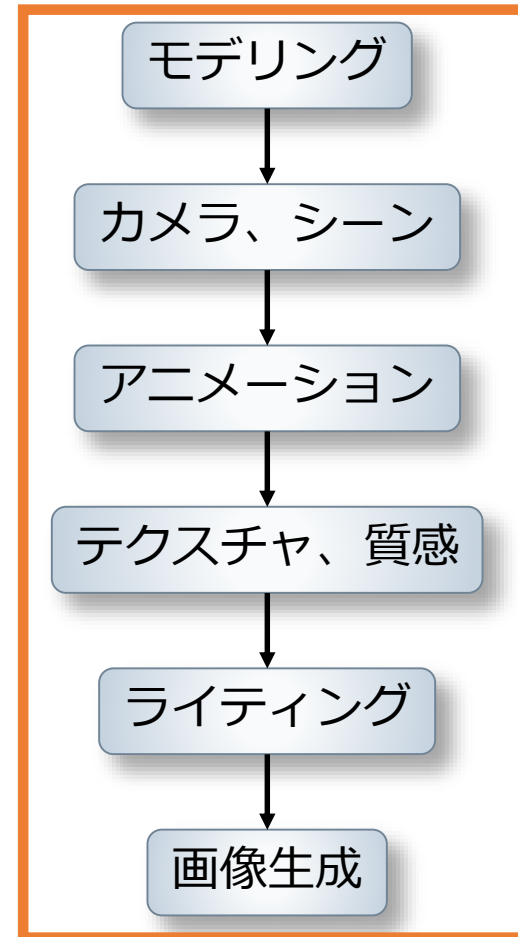 モデリング
カメラ、シーン
アニメーション
テクスチャ、質感
ライティング
画像生成